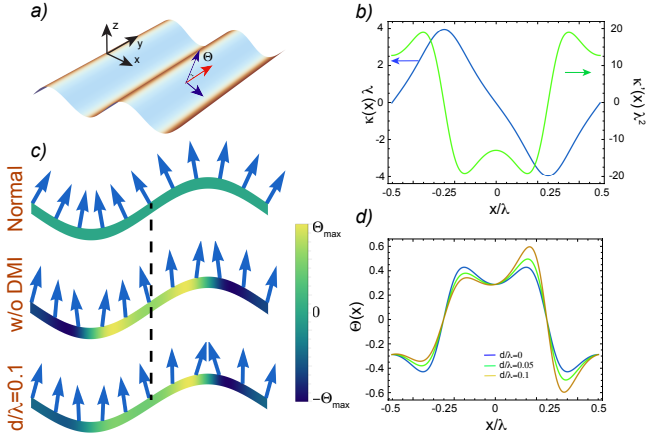 a)
z
y
x
Θ
b)
4
2
0
-2
-4
κ(x) λ
20
10
0
-10
-20
κ'(x) λ²
-0.5
-0.25
0
0.25
0.5
x/λ
c)
Normal
w/o DMI
d/λ=0.1
Θmax
0
−Θmax
d)
0.6
0.4
0.2
0
-0.2
-0.4
-0.6
Θ(x)
d/λ=0
d/λ=0.05
d/λ=0.1
-0.5
-0.25
0
0.25
0.5
x/λ